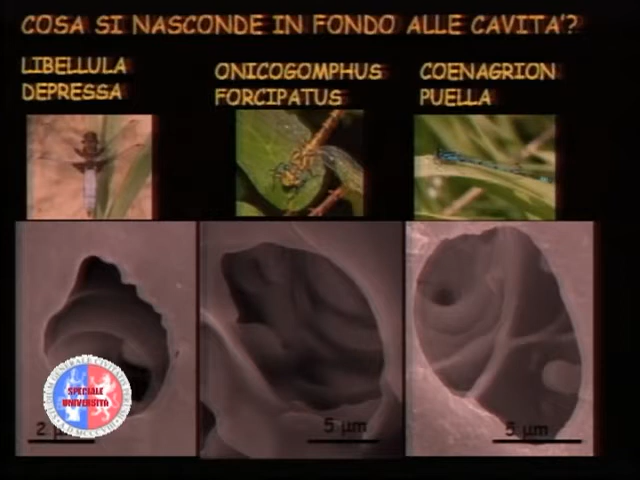 COSA SI NASCONDE IN FONDO ALLE CAVITA'?
LIBELLULA
DEPRESSA
ONICOGOMPHUS
FORCIPATUS
COENAGRION
PUELLA
SPECIALE
UNIVERSITÀ
2
5 µm
5 µm